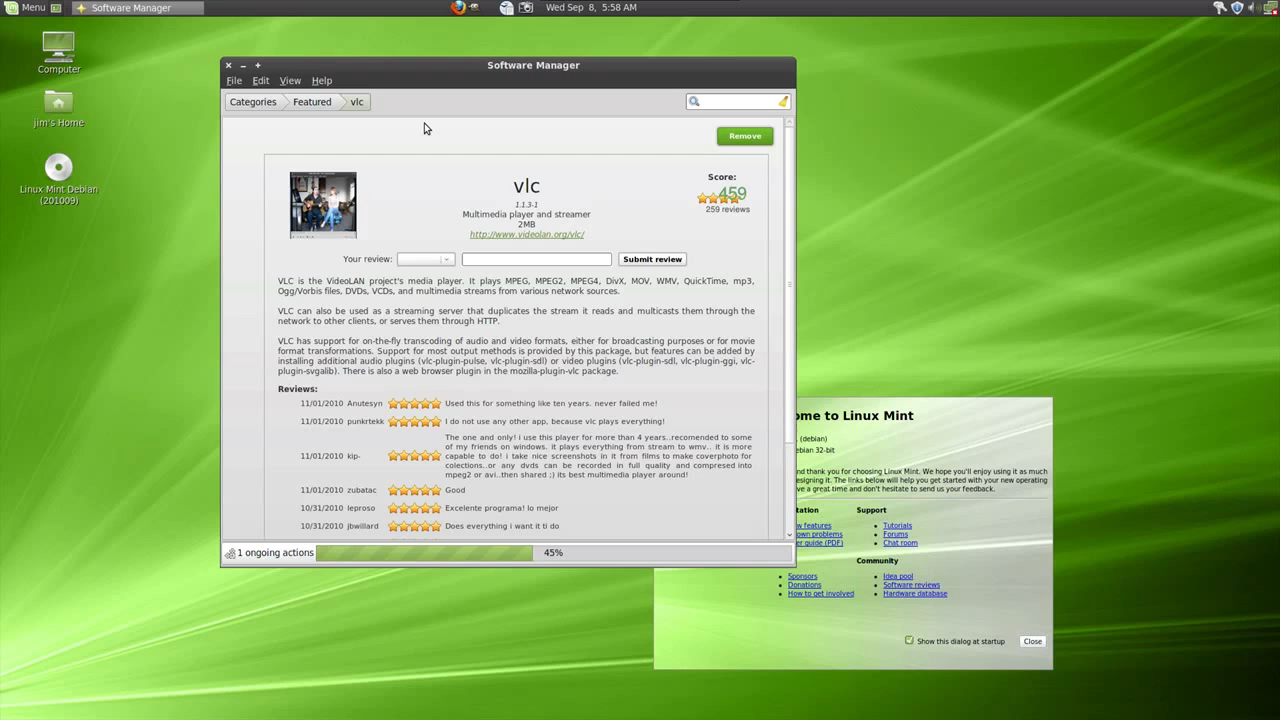 Menu
Software Manager
Wed Sep  8,  5:58 AM
Computer
jim's Home
Linux Mint Debian
(201009)
Software Manager
File Edit View Help
Categories Featured vlc
Remove
vlc
1.1.3-1
Multimedia player and streamer
2MB
http://www.videolan.org/vlc/
Score:
459
259 reviews
Your review:
Submit review
VLC is the VideoLAN project's media player. It plays MPEG, MPEG2, MPEG4, DivX, MOV, WMV, QuickTime, mp3,
Ogg/Vorbis files, DVDs, VCDs, and multimedia streams from various network sources.
VLC can also be used as a streaming server that duplicates the stream it reads and multicasts them through the
network to other clients, or serves them through HTTP.
VLC has support for on-the-fly transcoding of audio and video formats, either for broadcasting purposes or for movie
format transformations. Support for most output methods is provided by this package, but features can be added by
installing additional audio plugins (vlc-plugin-pulse, vlc-plugin-sdl) or video plugins (vlc-plugin-sdl, vlc-plugin-ggi, vlc-
plugin-svgalib). There is also a web browser plugin in the mozilla-plugin-vlc package.
Reviews:
11/01/2010 Anutesyn Used this for something like ten years. never failed me!
11/01/2010 punkrtekk I do not use any other app, because vlc plays everything!
The one and only! i use this player for more than 4 years..recomended to some
of my friends on windows. it plays everything from stream to wmv.. it is more
11/01/2010 kip- capable to do! i take nice screenshots in it from films to make coverphoto for
colections..or any dvds can be recorded in full quality and compresed into
mpeg2 or avi..then shared ;) its best multimedia player around!
11/01/2010 zubatac Good
10/31/2010 leproso Excelente programa! lo mejor
10/31/2010 jbwillard Does everything i want it ti do
1 ongoing actions 45%
ome to Linux Mint
(debian)
ebian 32-bit
nd thank you for choosing Linux Mint. We hope you'll enjoy using it as much
esigning it. The links below will help you get started with your new operating
ve a great time and don't hesitate to send us your feedback.
tation
w features
own problems
er guide (PDF)
Support
Tutorials
Forums
Chat room
Sponsors
Donations
How to get involved
Community
Idea pool
Software reviews
Hardware database
Show this dialog at startup
Close